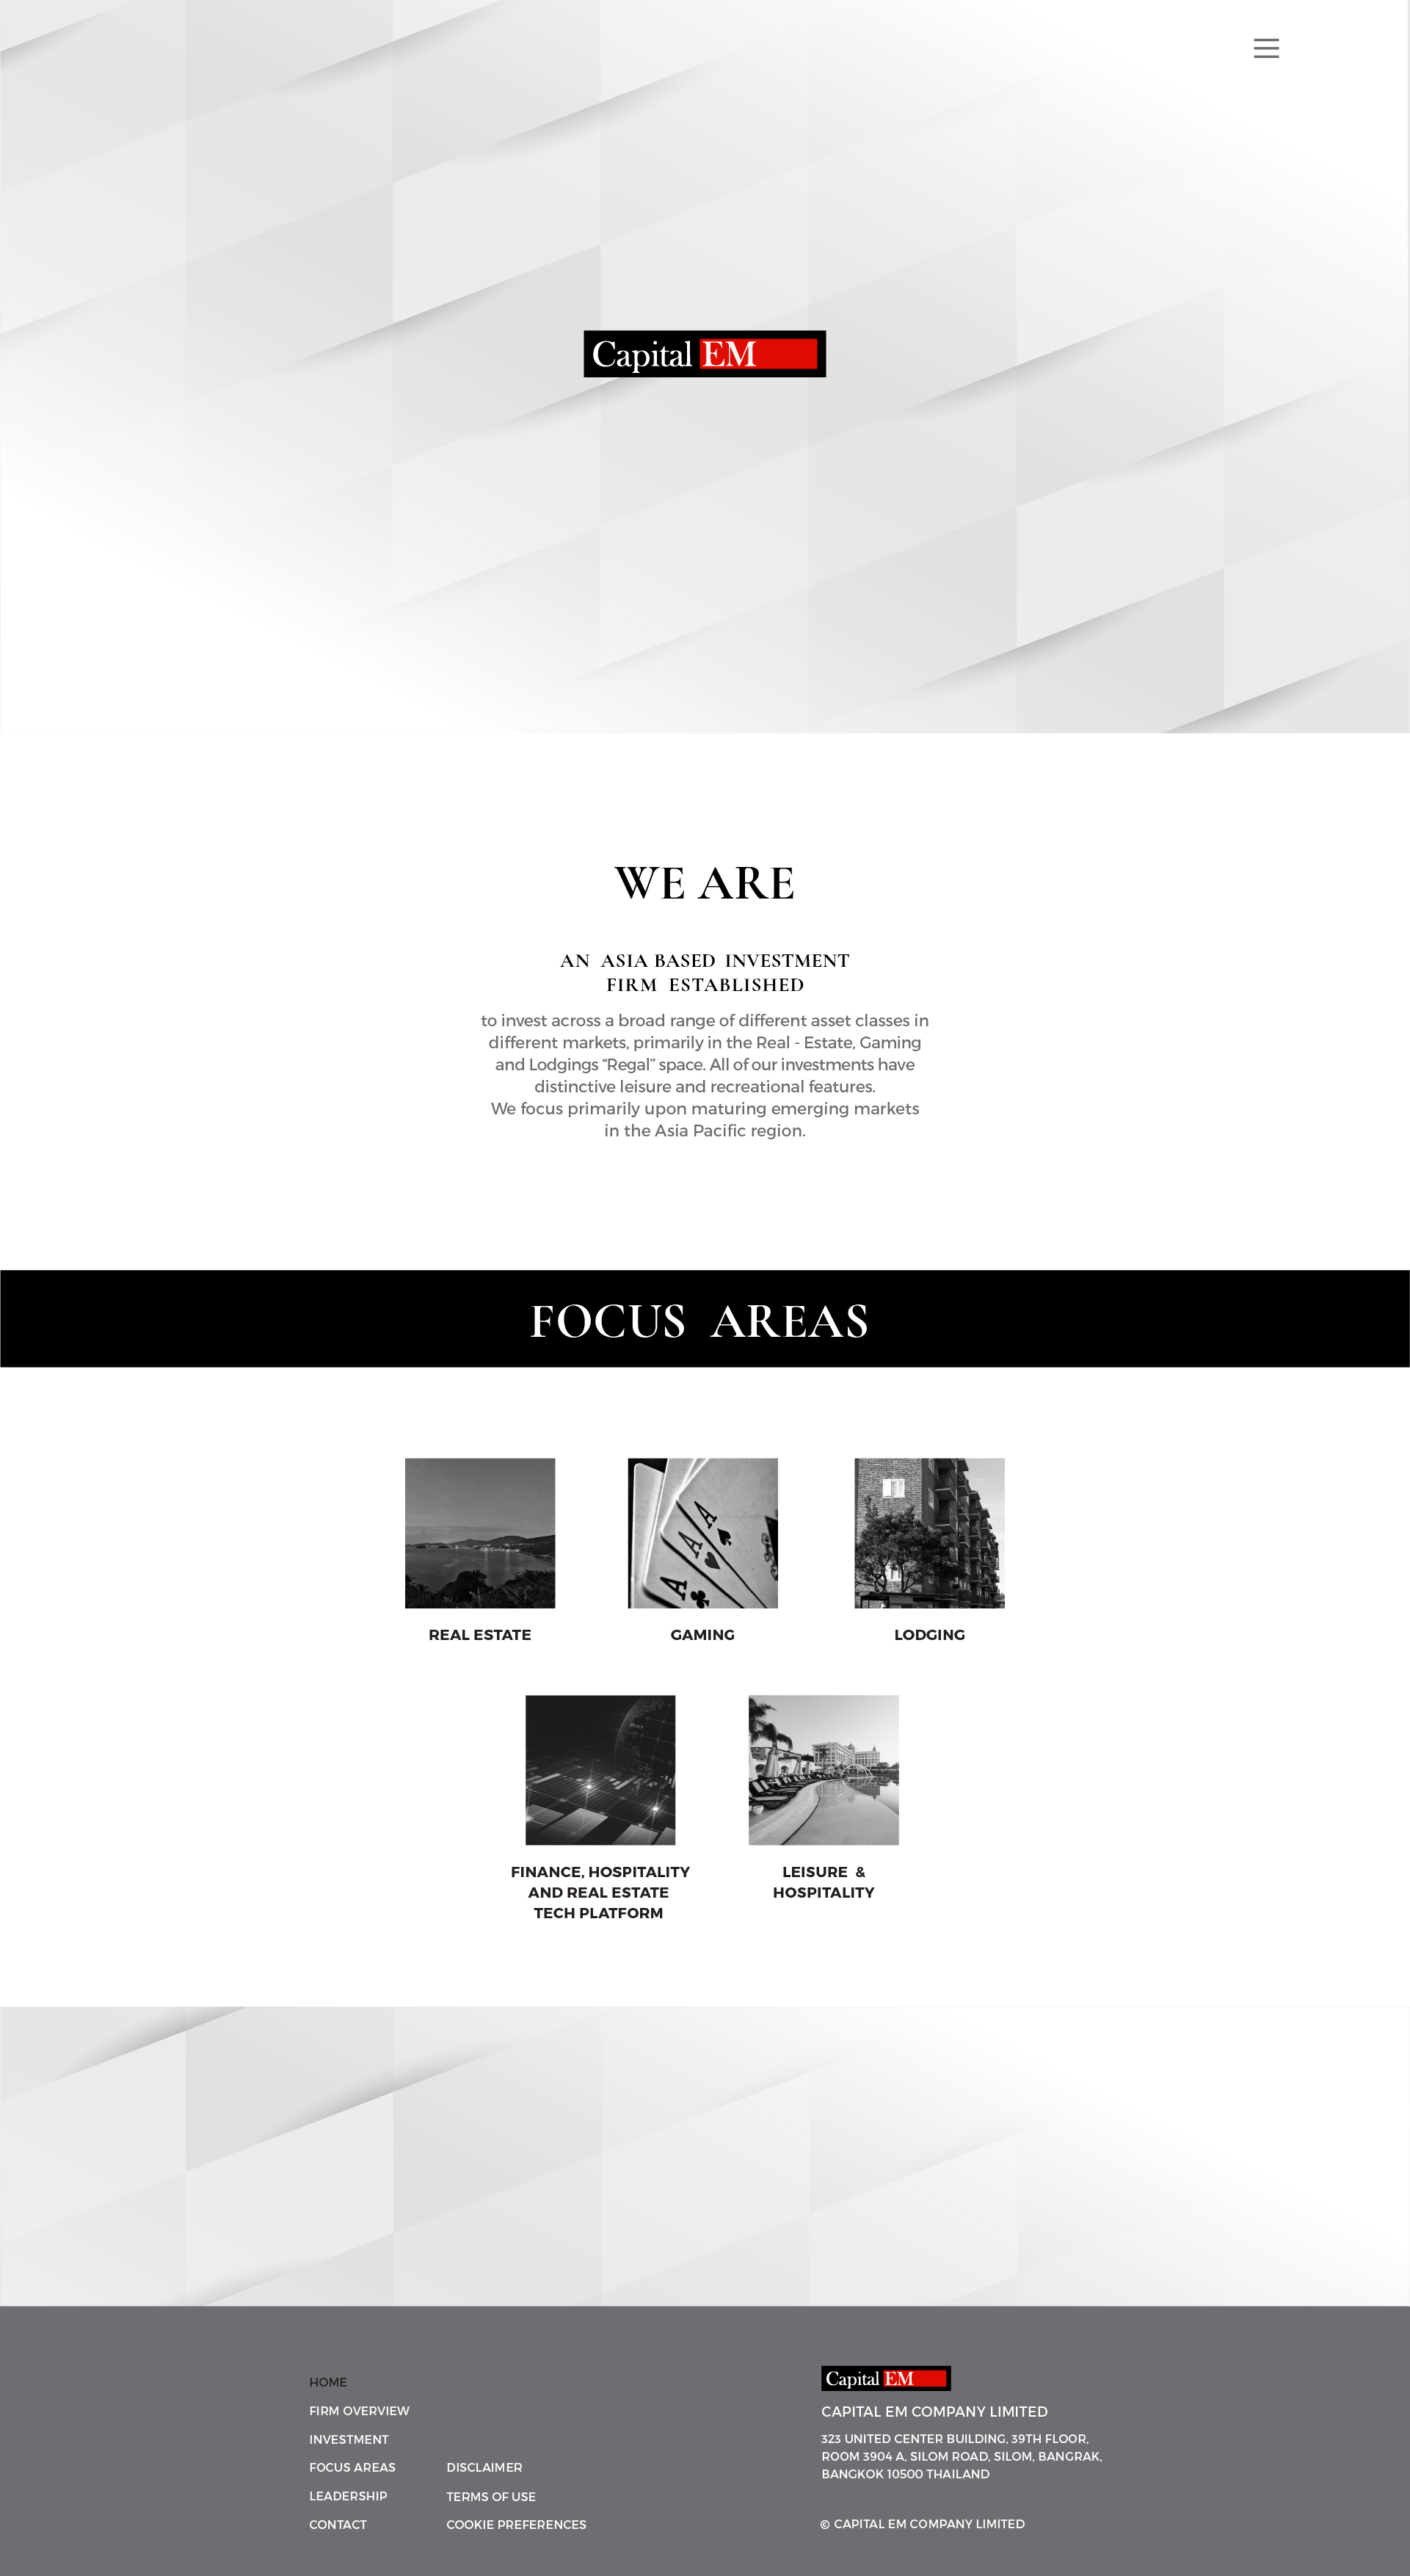 Capital EM
WE ARE
AN ASIA BASED INVESTMENT
FIRM ESTABLISHED
to invest across a broad range of different asset classes in
different markets, primarily in the Real - Estate, Gaming
and Lodgings “Regal” space. All of our investments have
distinctive leisure and recreational features.
We focus primarily upon maturing emerging markets
in the Asia Pacific region.
FOCUS AREAS
REAL ESTATE
GAMING
LODGING
FINANCE, HOSPITALITY
AND REAL ESTATE
TECH PLATFORM
LEISURE &
HOSPITALITY
HOME
FIRM OVERVIEW
INVESTMENT
FOCUS AREAS
LEADERSHIP
CONTACT
DISCLAIMER
TERMS OF USE
COOKIE PREFERENCES
Capital EM
CAPITAL EM COMPANY LIMITED
323 UNITED CENTER BUILDING, 39TH FLOOR,
ROOM 3904 A, SILOM ROAD, SILOM, BANGRAK,
BANGKOK 10500 THAILAND
© CAPITAL EM COMPANY LIMITED